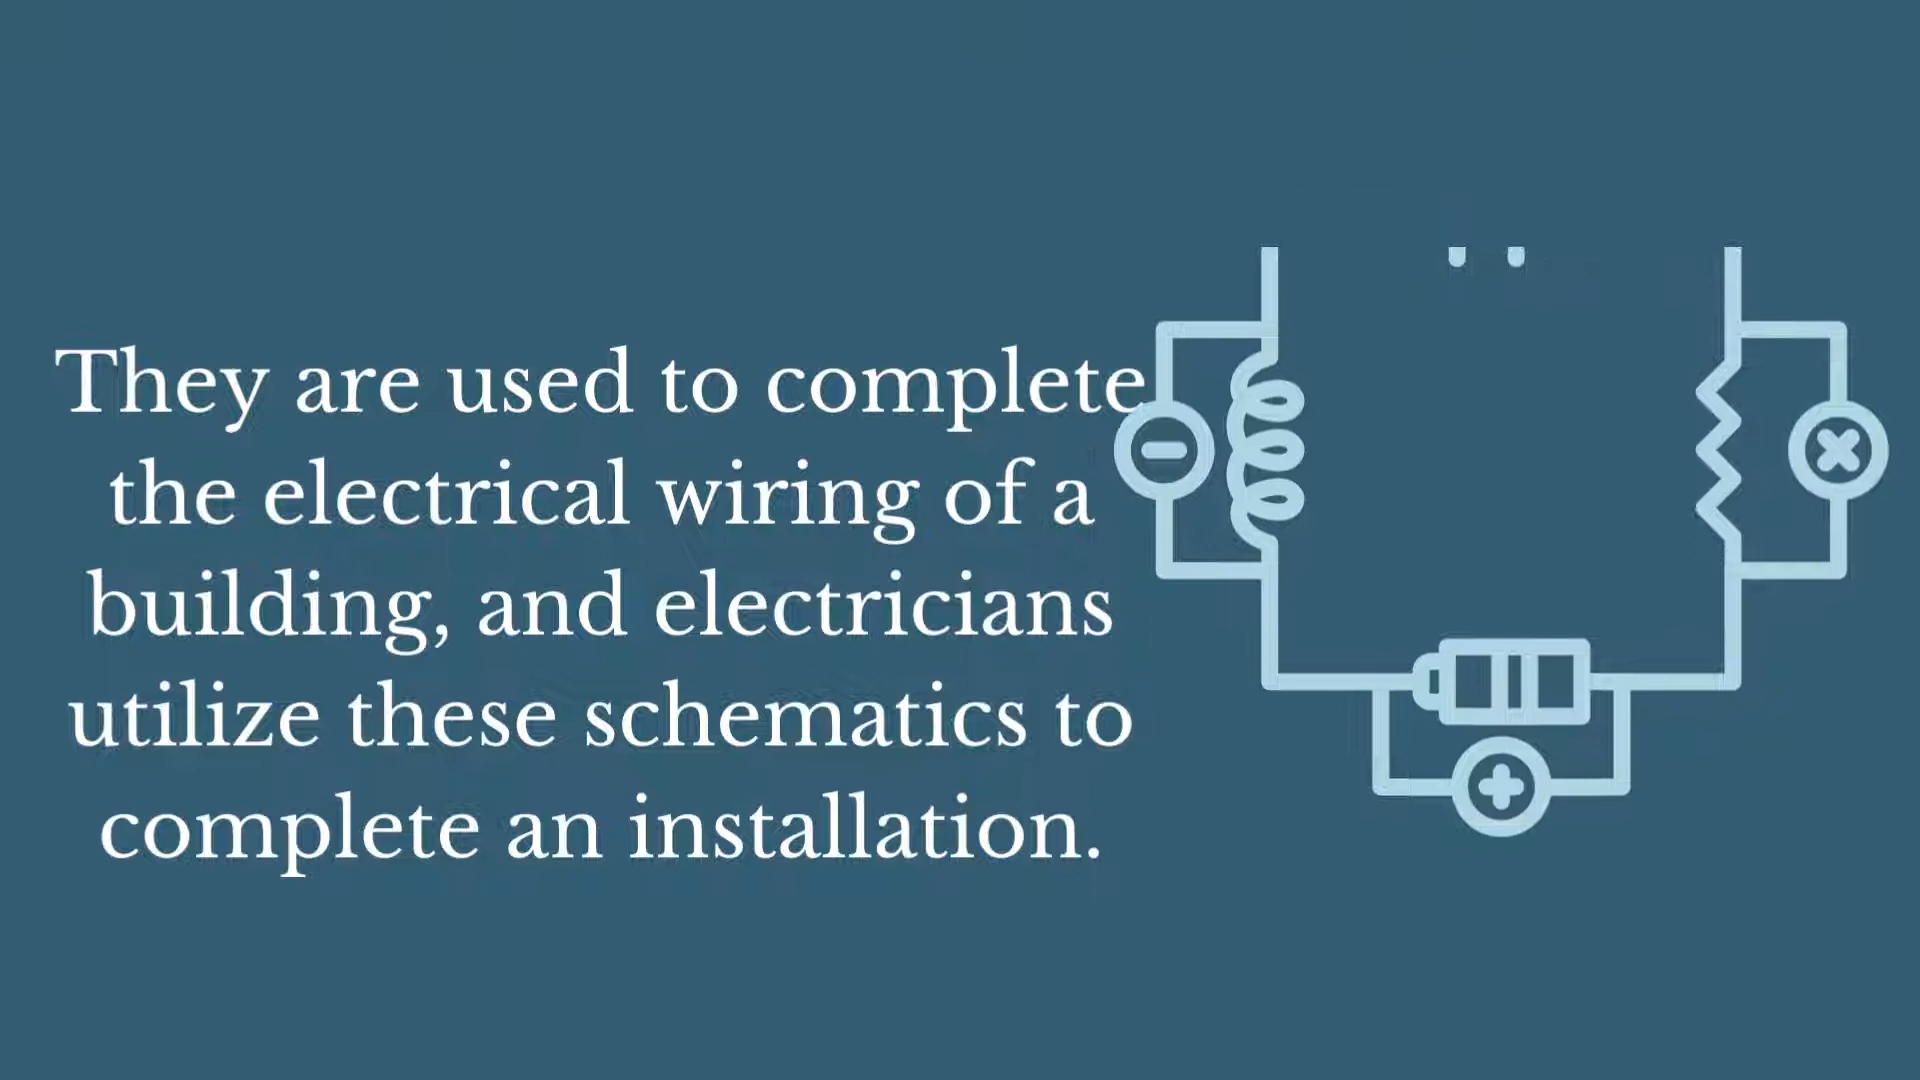 They are used to complete
the electrical wiring of a
building, and electricians
utilize these schematics to
complete an installation.